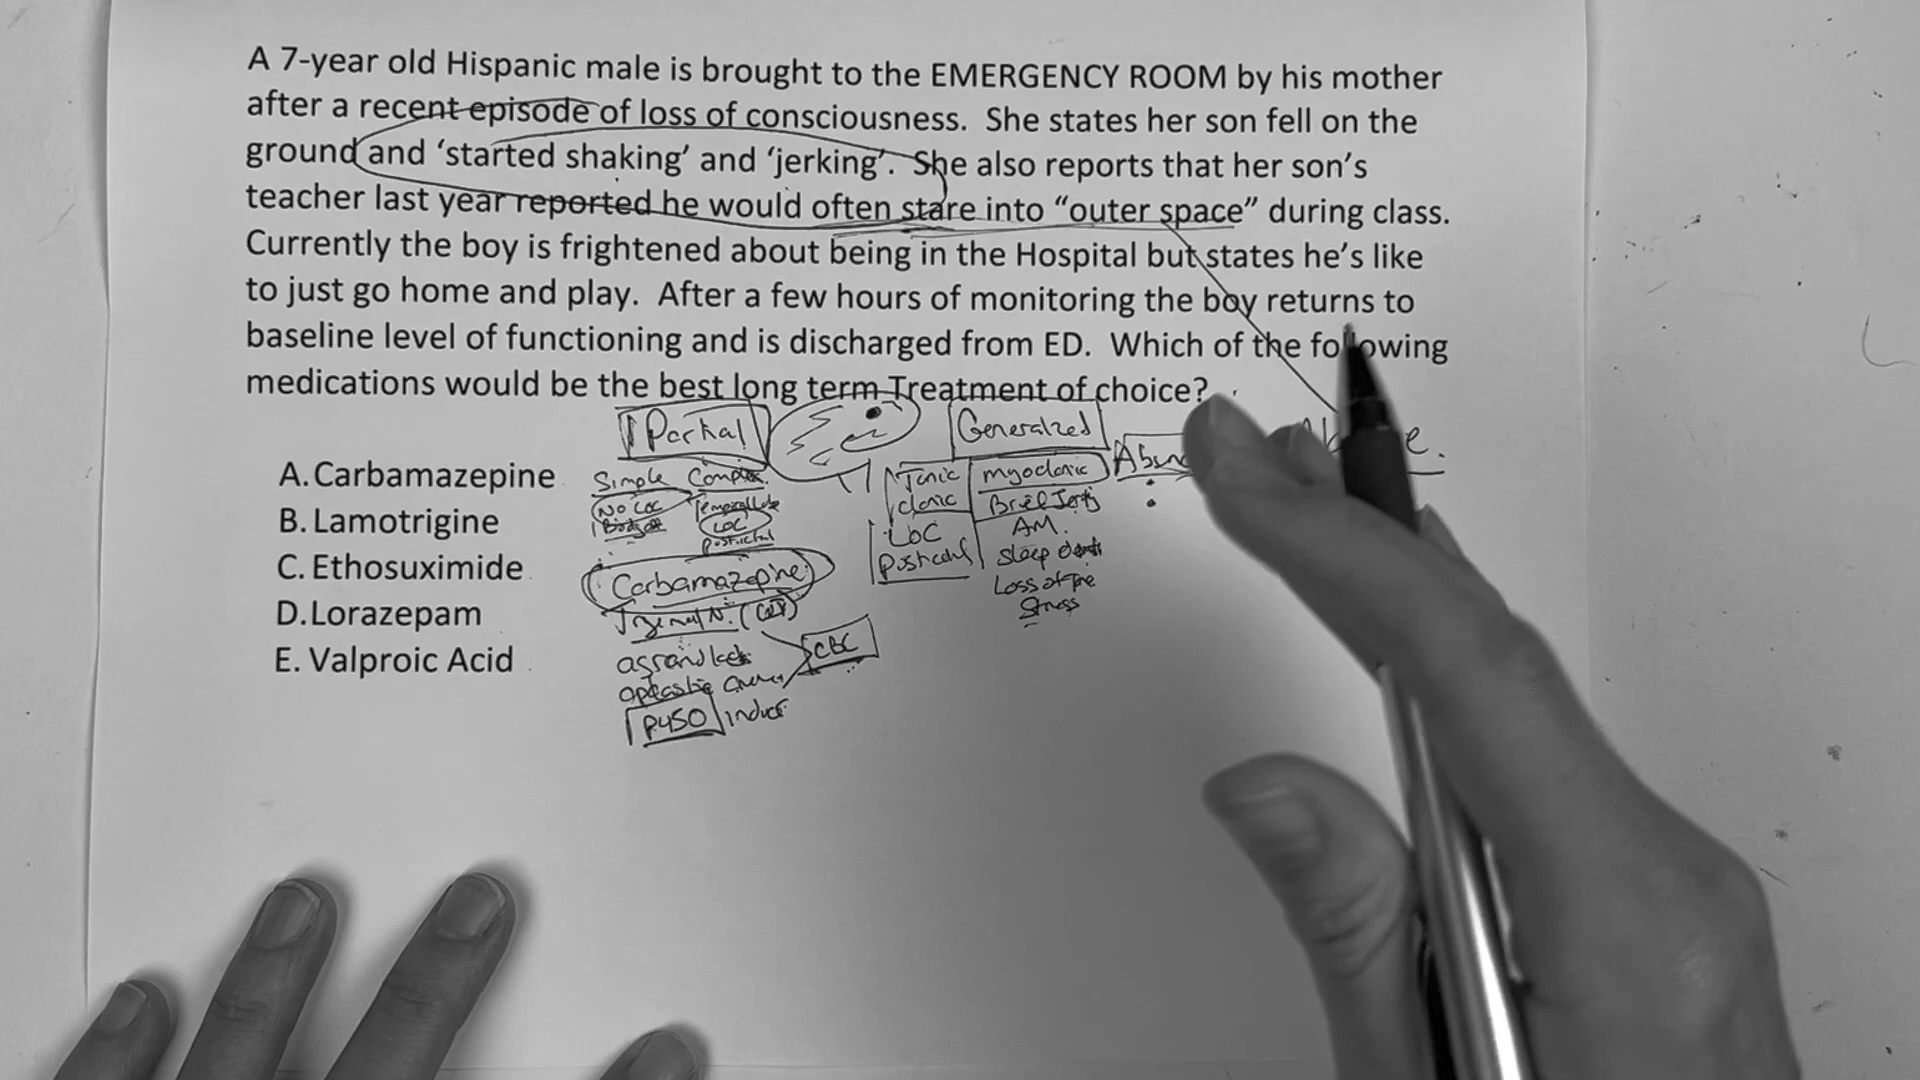 A 7-year old Hispanic male is brought to the EMERGENCY ROOM by his mother
after a recent episode of loss of consciousness. She states her son fell on the
ground and ‘started shaking’ and ‘jerking’. She also reports that her son’s
teacher last year reported he would often stare into “outer space” during class.
Currently the boy is frightened about being in the Hospital but states he’s like
to just go home and play. After a few hours of monitoring the boy returns to
baseline level of functioning and is discharged from ED. Which of the following
medications would be the best long term Treatment of choice?
A. Carbamazepine
B. Lamotrigine
C. Ethosuximide
D. Lorazepam
E. Valproic Acid
Partial
Simple Complex
No LOC
LOC
Carbamazepine
CBC
P450 induce
Generalized
Tonic
clonic
LOC
myoclonic
Brief Jerks
AM.
Sleep
Stress